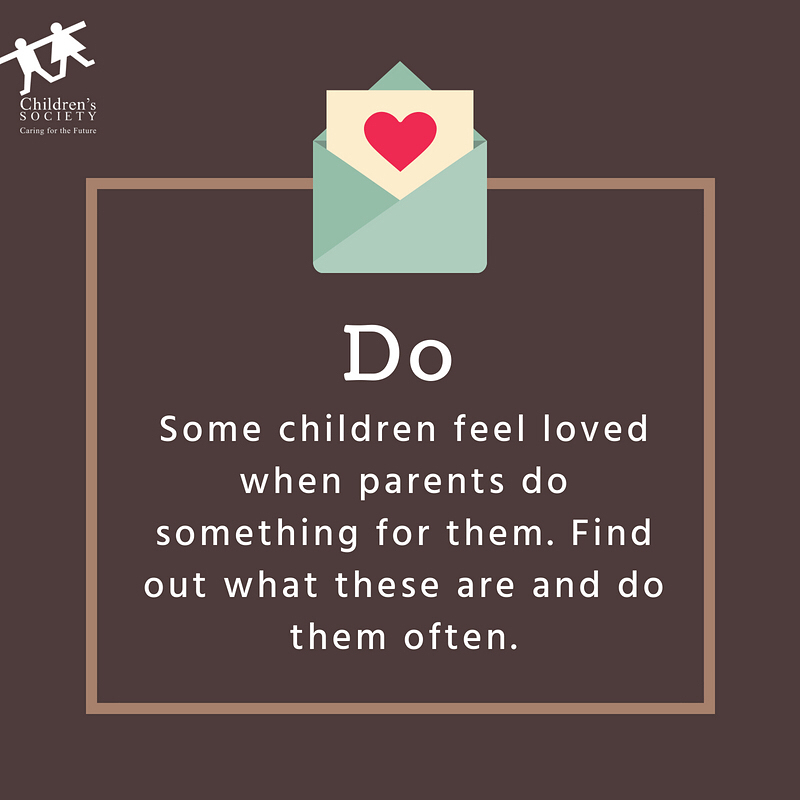 Children's
SOCIETY
Caring for the Future
Do
Some children feel loved
when parents do
something for them. Find
out what these are and do
them often.